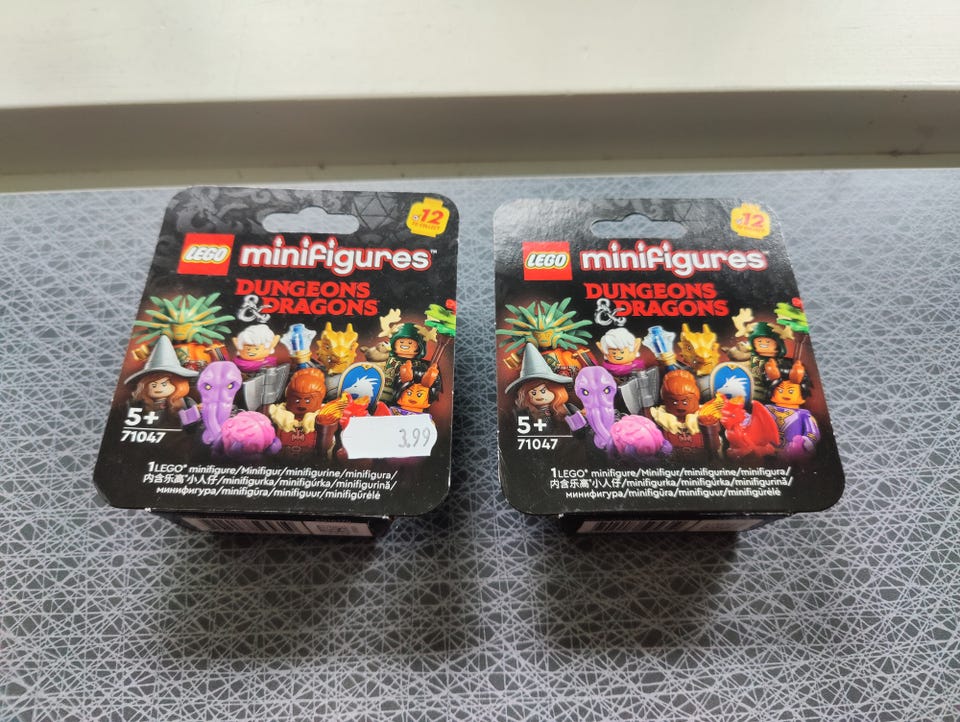 12
LEGO minifigures™
DUNGEONS
& DRAGONS
5+
71047
3.99
1 LEGO® minifigure/Minifigur/minifigurine/minifigura/
内含乐高®小人仔/minifigurka/minifigúrka/minifigurină/
минифигура/minifigūra/minifiguur/minifigūrėlė
12
LEGO minifigures™
DUNGEONS
& DRAGONS
5+
71047
1 LEGO® minifigure/Minifigur/minifigurine/minifigura/
内含乐高®小人仔/minifigurka/minifigúrka/minifigurină/
минифигура/minifigūra/minifiguur/minifigūrėlė